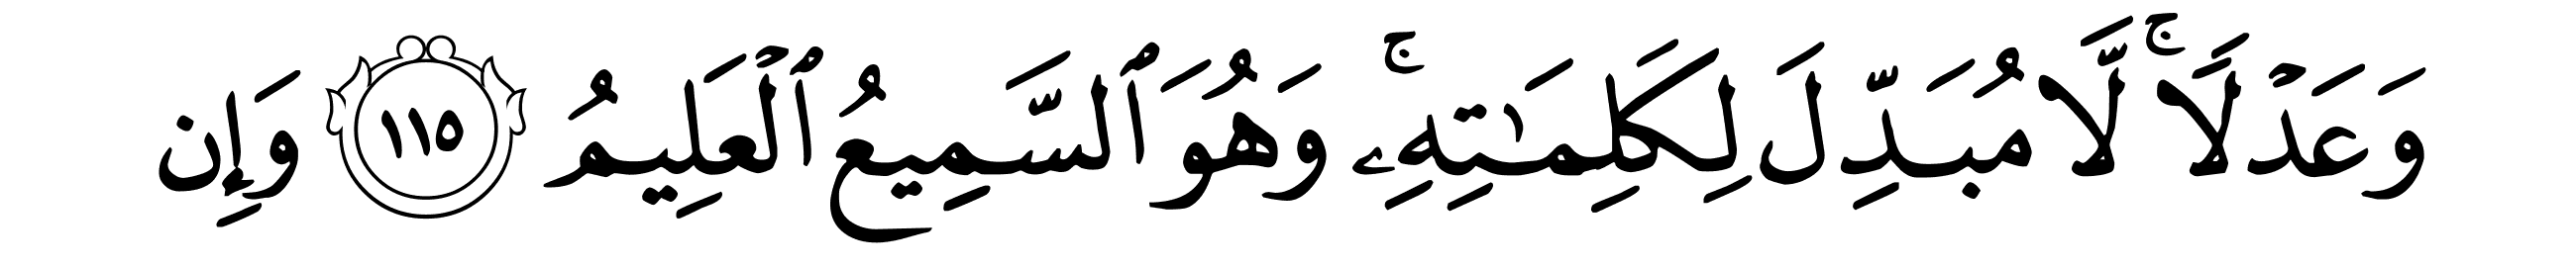 وَعَدۡلٗاۚ لَّا مُبَدِّلَ لِكَلِمَٰتِهِۦۚ وَهُوَ ٱلسَّمِيعُ ٱلۡعَلِيمُ ١١٥ وَإِن